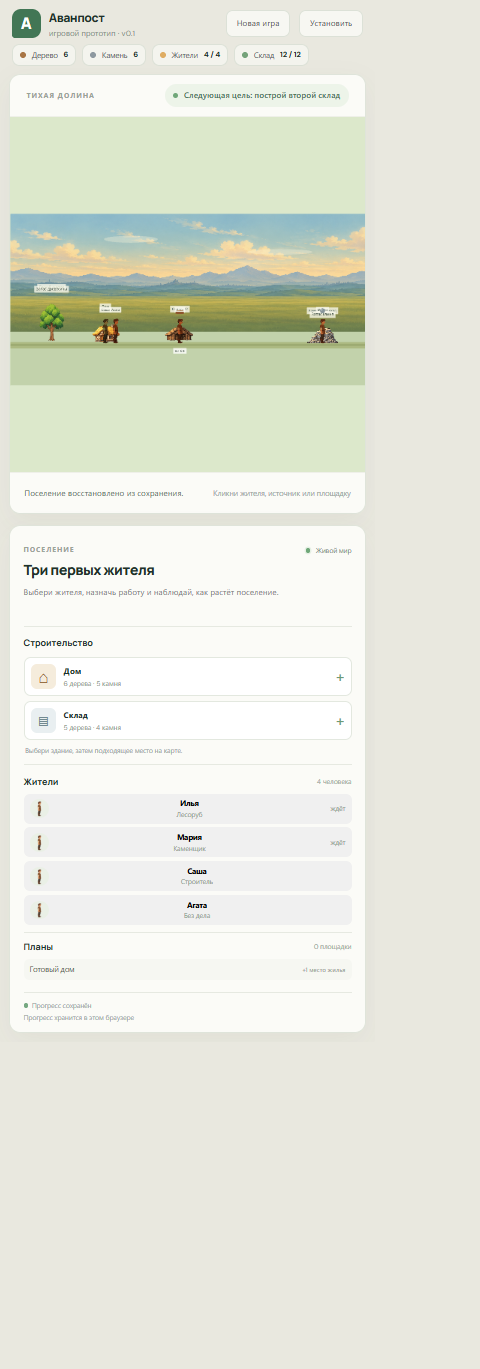 А
Аванпост
игровой прототип · v0.1
Новая игра
Установить
Дерево 6
Камень 6
Жители 4 / 4
Склад 12 / 12
ТИХАЯ ДОЛИНА
Следующая цель: построй второй склад
Поселение восстановлено из сохранения.
Кликни жителя, источник или площадку
ПОСЕЛЕНИЕ
Живой мир
Три первых жителя
Выбери жителя, назначь работу и наблюдай, как растёт поселение.
Строительство
Дом
6 дерева · 5 камня
+
Склад
5 дерева · 4 камня
+
Выбери здание, затем подходящее место на карте.
Жители
4 человека
Илья
Лесоруб
ждёт
Мария
Каменщик
ждёт
Саша
Строитель
Агата
Без дела
Планы
0 площадки
Готовый дом
+1 место жилья
Прогресс сохранён
Прогресс хранится в этом браузере